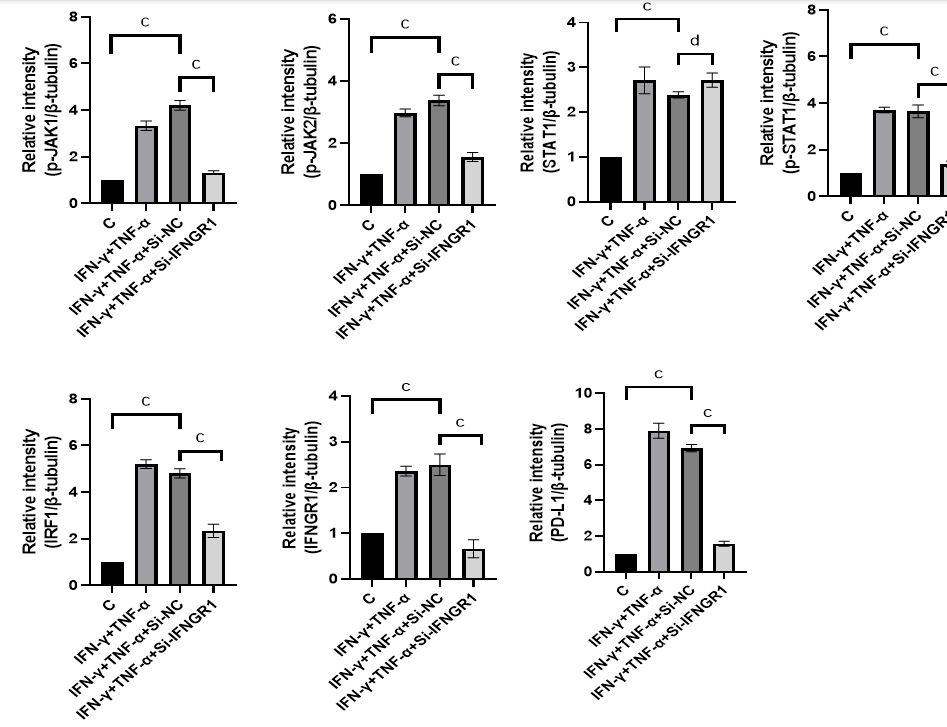 Relative intensity
(p-JAK1/β-tubulin)
8
6
4
2
0
c
c
C
IFN-γ+TNF-α
IFN-γ+TNF-α+Si-NC
IFN-γ+TNF-α+Si-IFNGR1
Relative intensity
(p-JAK2/β-tubulin)
6
4
2
0
c
c
C
IFN-γ+TNF-α
IFN-γ+TNF-α+Si-NC
IFN-γ+TNF-α+Si-IFNGR1
Relative intensity
(STAT1/β-tubulin)
4
3
2
1
0
c
d
C
IFN-γ+TNF-α
IFN-γ+TNF-α+Si-NC
IFN-γ+TNF-α+Si-IFNGR1
Relative intensity
(p-STAT1/β-tubulin)
8
6
4
2
0
c
c
C
IFN-γ+TNF-α
IFN-γ+TNF-α+Si-NC
IFN-γ+TNF-α+Si-IFNGR
Relative intensity
(IRF1/β-tubulin)
8
6
4
2
0
c
c
C
IFN-γ+TNF-α
IFN-γ+TNF-α+Si-NC
IFN-γ+TNF-α+Si-IFNGR1
Relative intensity
(IFNGR1/β-tubulin)
4
3
2
1
0
c
c
C
IFN-γ+TNF-α
IFN-γ+TNF-α+Si-NC
IFN-γ+TNF-α+Si-IFNGR1
Relative intensity
(PD-L1/β-tubulin)
10
8
6
4
2
0
c
c
C
IFN-γ+TNF-α
IFN-γ+TNF-α+Si-NC
IFN-γ+TNF-α+Si-IFNGR1